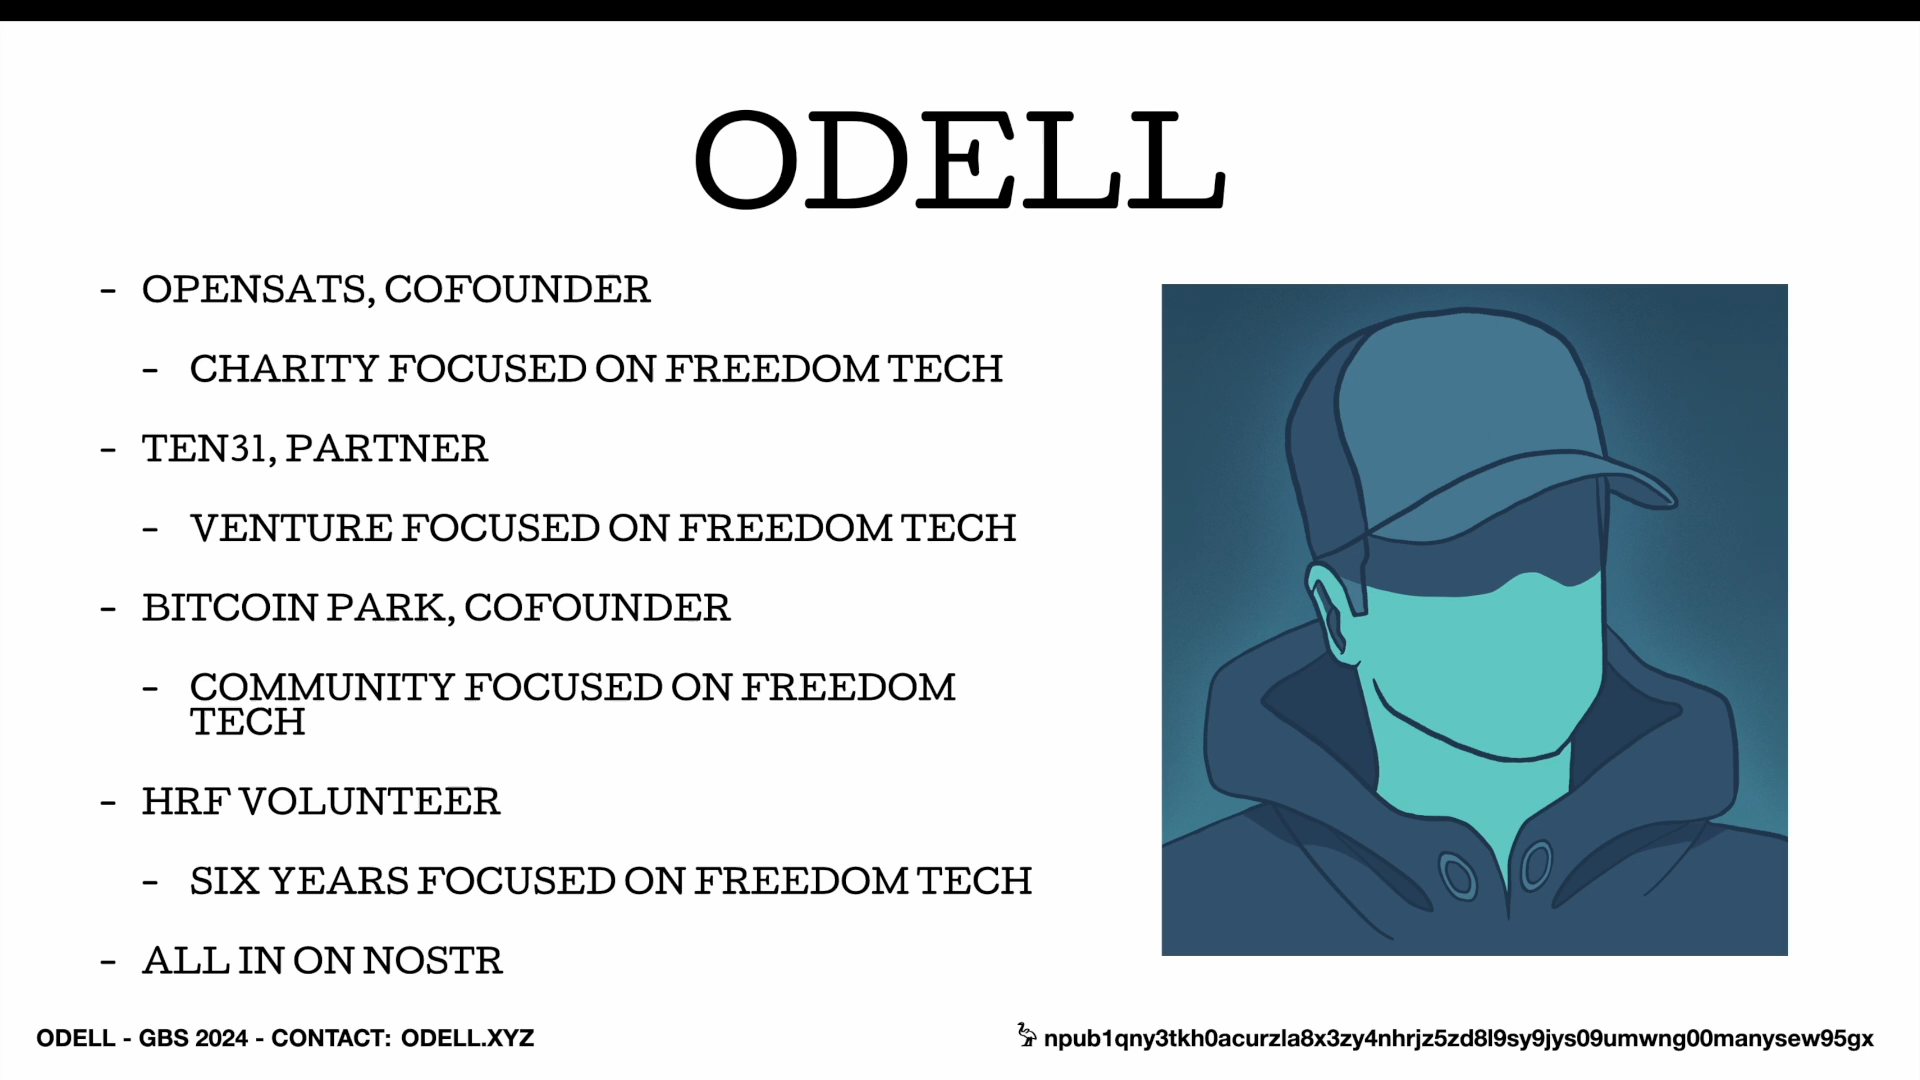 ODELL
- OPENSATS, COFOUNDER
- CHARITY FOCUSED ON FREEDOM TECH
- TEN31, PARTNER
- VENTURE FOCUSED ON FREEDOM TECH
- BITCOIN PARK, COFOUNDER
- COMMUNITY FOCUSED ON FREEDOM
TECH
- HRF VOLUNTEER
- SIX YEARS FOCUSED ON FREEDOM TECH
- ALL IN ON NOSTR
ODELL - GBS 2024 - CONTACT: ODELL.XYZ
npub1qny3tkh0acurzla8x3zy4nhrjz5zd8l9sy9jys09umwng00manysew95gx